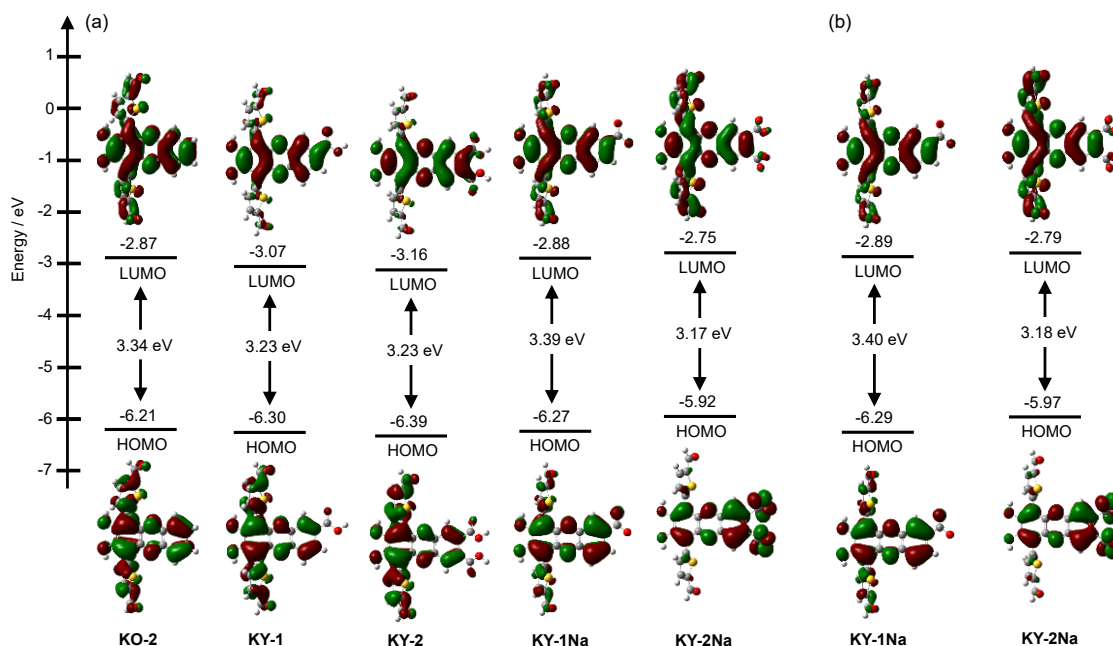 (a)
(b)
Energy / eV
1
0
-1
-2
-3
-4
-5
-6
-7
-2.87
LUMO
3.34 eV
-6.21
HOMO
KO-2
-3.07
LUMO
3.23 eV
-6.30
HOMO
KY-1
-3.16
LUMO
3.23 eV
-6.39
HOMO
KY-2
-2.88
LUMO
3.39 eV
-6.27
HOMO
KY-1Na
-2.75
LUMO
3.17 eV
-5.92
HOMO
KY-2Na
-2.89
LUMO
3.40 eV
-6.29
HOMO
KY-1Na
-2.79
LUMO
3.18 eV
-5.97
HOMO
KY-2Na